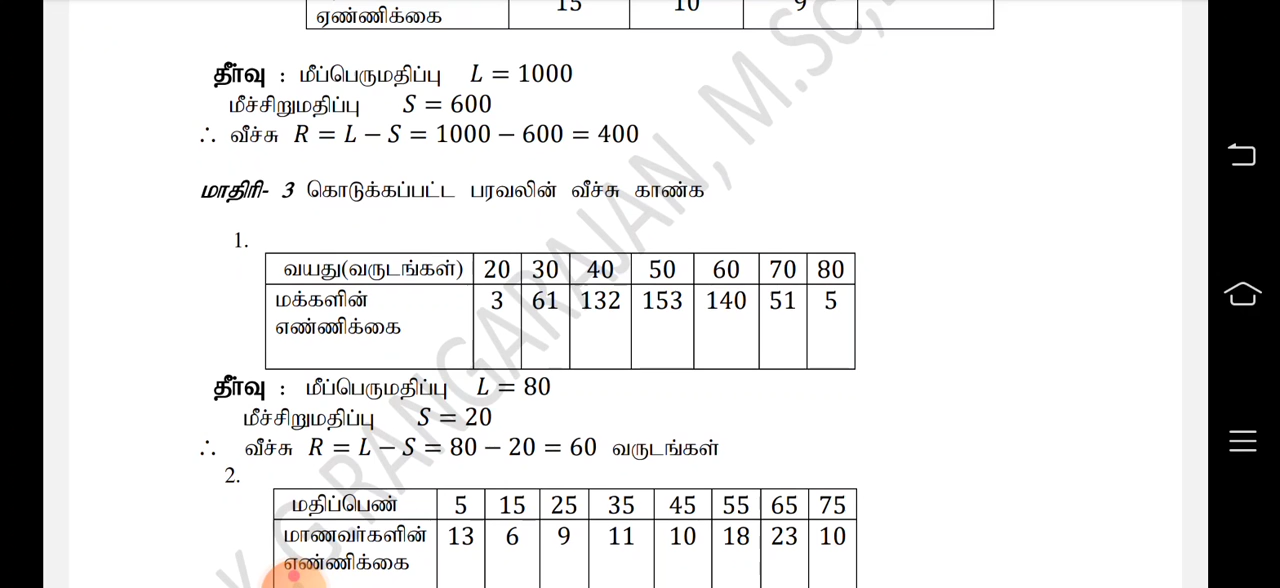 ஏண்ணிக்கை 15 10 9
தீர்வு : மீப்பெருமதிப்பு L = 1000
மீச்சிறுமதிப்பு S = 600
∴ வீச்சு R = L − S = 1000 − 600 = 400
மாதிரி- 3 கொடுக்கப்பட்ட பரவலின் வீச்சு காண்க
1.
வயது(வருடங்கள்) 20 30 40 50 60 70 80
மக்களின் 3 61 132 153 140 51 5
எண்ணிக்கை
தீர்வு : மீப்பெருமதிப்பு L = 80
மீச்சிறுமதிப்பு S = 20
∴ வீச்சு R = L − S = 80 − 20 = 60 வருடங்கள்
2.
மதிப்பெண் 5 15 25 35 45 55 65 75
மாணவர்களின் 13 6 9 11 10 18 23 10
எண்ணிக்கை
K.G.RANGARAJAN, M.Sc,